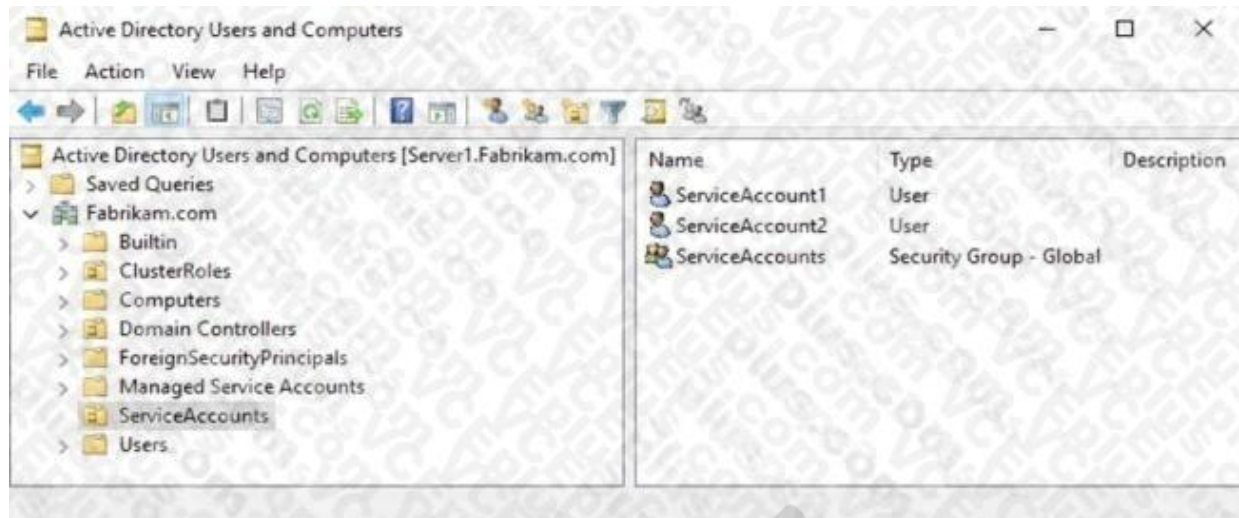 Active Directory Users and Computers
File Action View Help
Active Directory Users and Computers [Server1.Fabrikam.com]
Saved Queries
Fabrikam.com
Builtin
ClusterRoles
Computers
Domain Controllers
ForeignSecurityPrincipals
Managed Service Accounts
ServiceAccounts
Users
Name Type Description
ServiceAccount1 User
ServiceAccount2 User
ServiceAccounts Security Group - Global